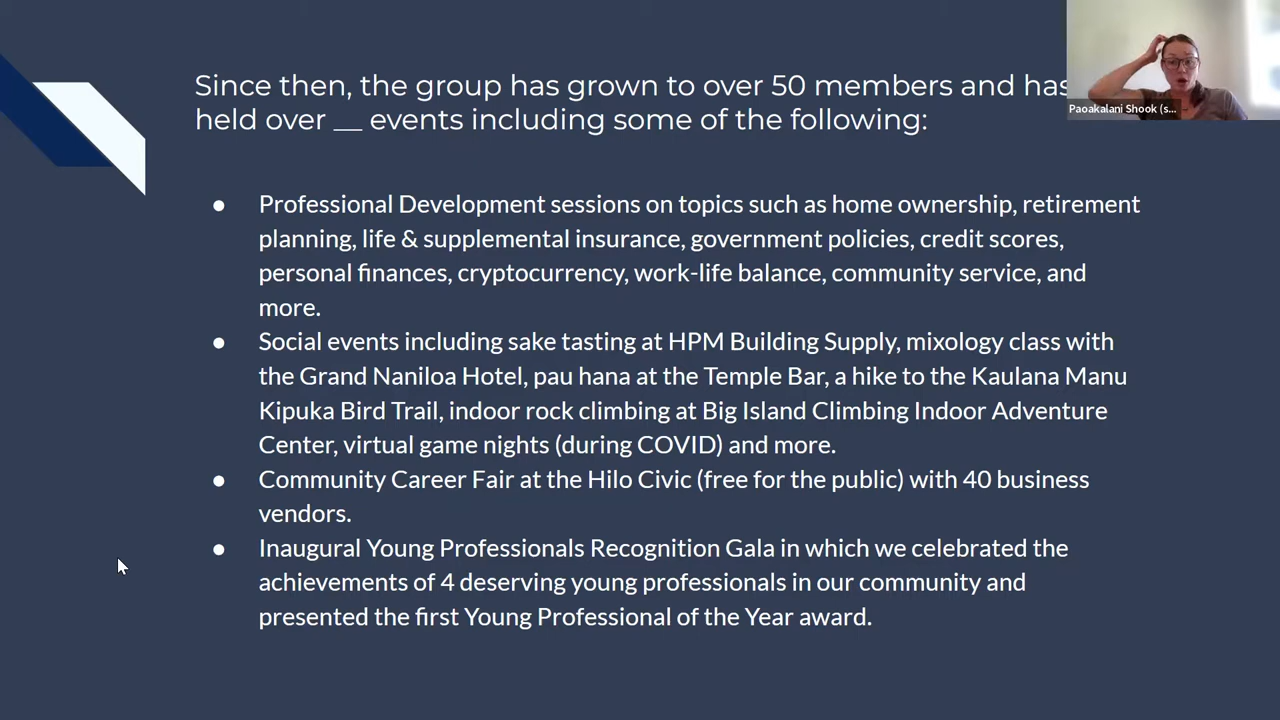 Since then, the group has grown to over 50 members and has
held over __ events including some of the following:
Paoakalani Shook (s...
● Professional Development sessions on topics such as home ownership, retirement
planning, life & supplemental insurance, government policies, credit scores,
personal finances, cryptocurrency, work-life balance, community service, and
more.
● Social events including sake tasting at HPM Building Supply, mixology class with
the Grand Naniloa Hotel, pau hana at the Temple Bar, a hike to the Kaulana Manu
Kipuka Bird Trail, indoor rock climbing at Big Island Climbing Indoor Adventure
Center, virtual game nights (during COVID) and more.
● Community Career Fair at the Hilo Civic (free for the public) with 40 business
vendors.
● Inaugural Young Professionals Recognition Gala in which we celebrated the
achievements of 4 deserving young professionals in our community and
presented the first Young Professional of the Year award.